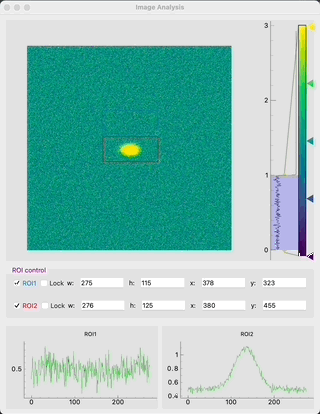 Image Analysis
3
2
1
0
ROI control
ROI1 Lock w: 275 h: 115 x: 378 y: 323
ROI2 Lock w: 276 h: 125 x: 380 y: 455
ROI1 ROI2
0.5
0 100 200
1
0.8
0.6
0.4
0 100 200